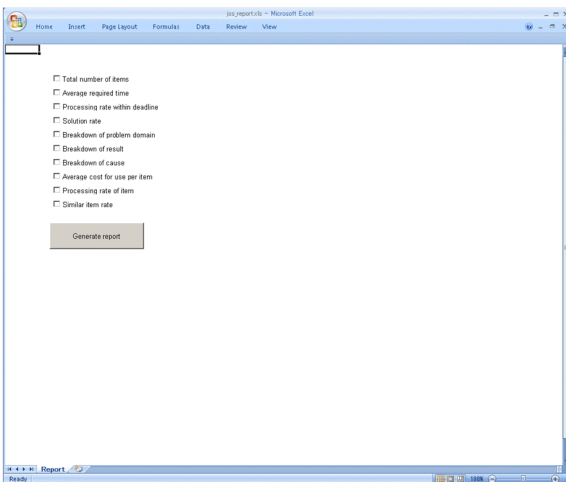 jss_report.xls - Microsoft Excel
Home Insert Page Layout Formulas Data Review View
Total number of items
Average required time
Processing rate within deadline
Solution rate
Breakdown of problem domain
Breakdown of result
Breakdown of cause
Average cost for use per item
Processing rate of item
Similar item rate
Generate report
Report
Ready 100%